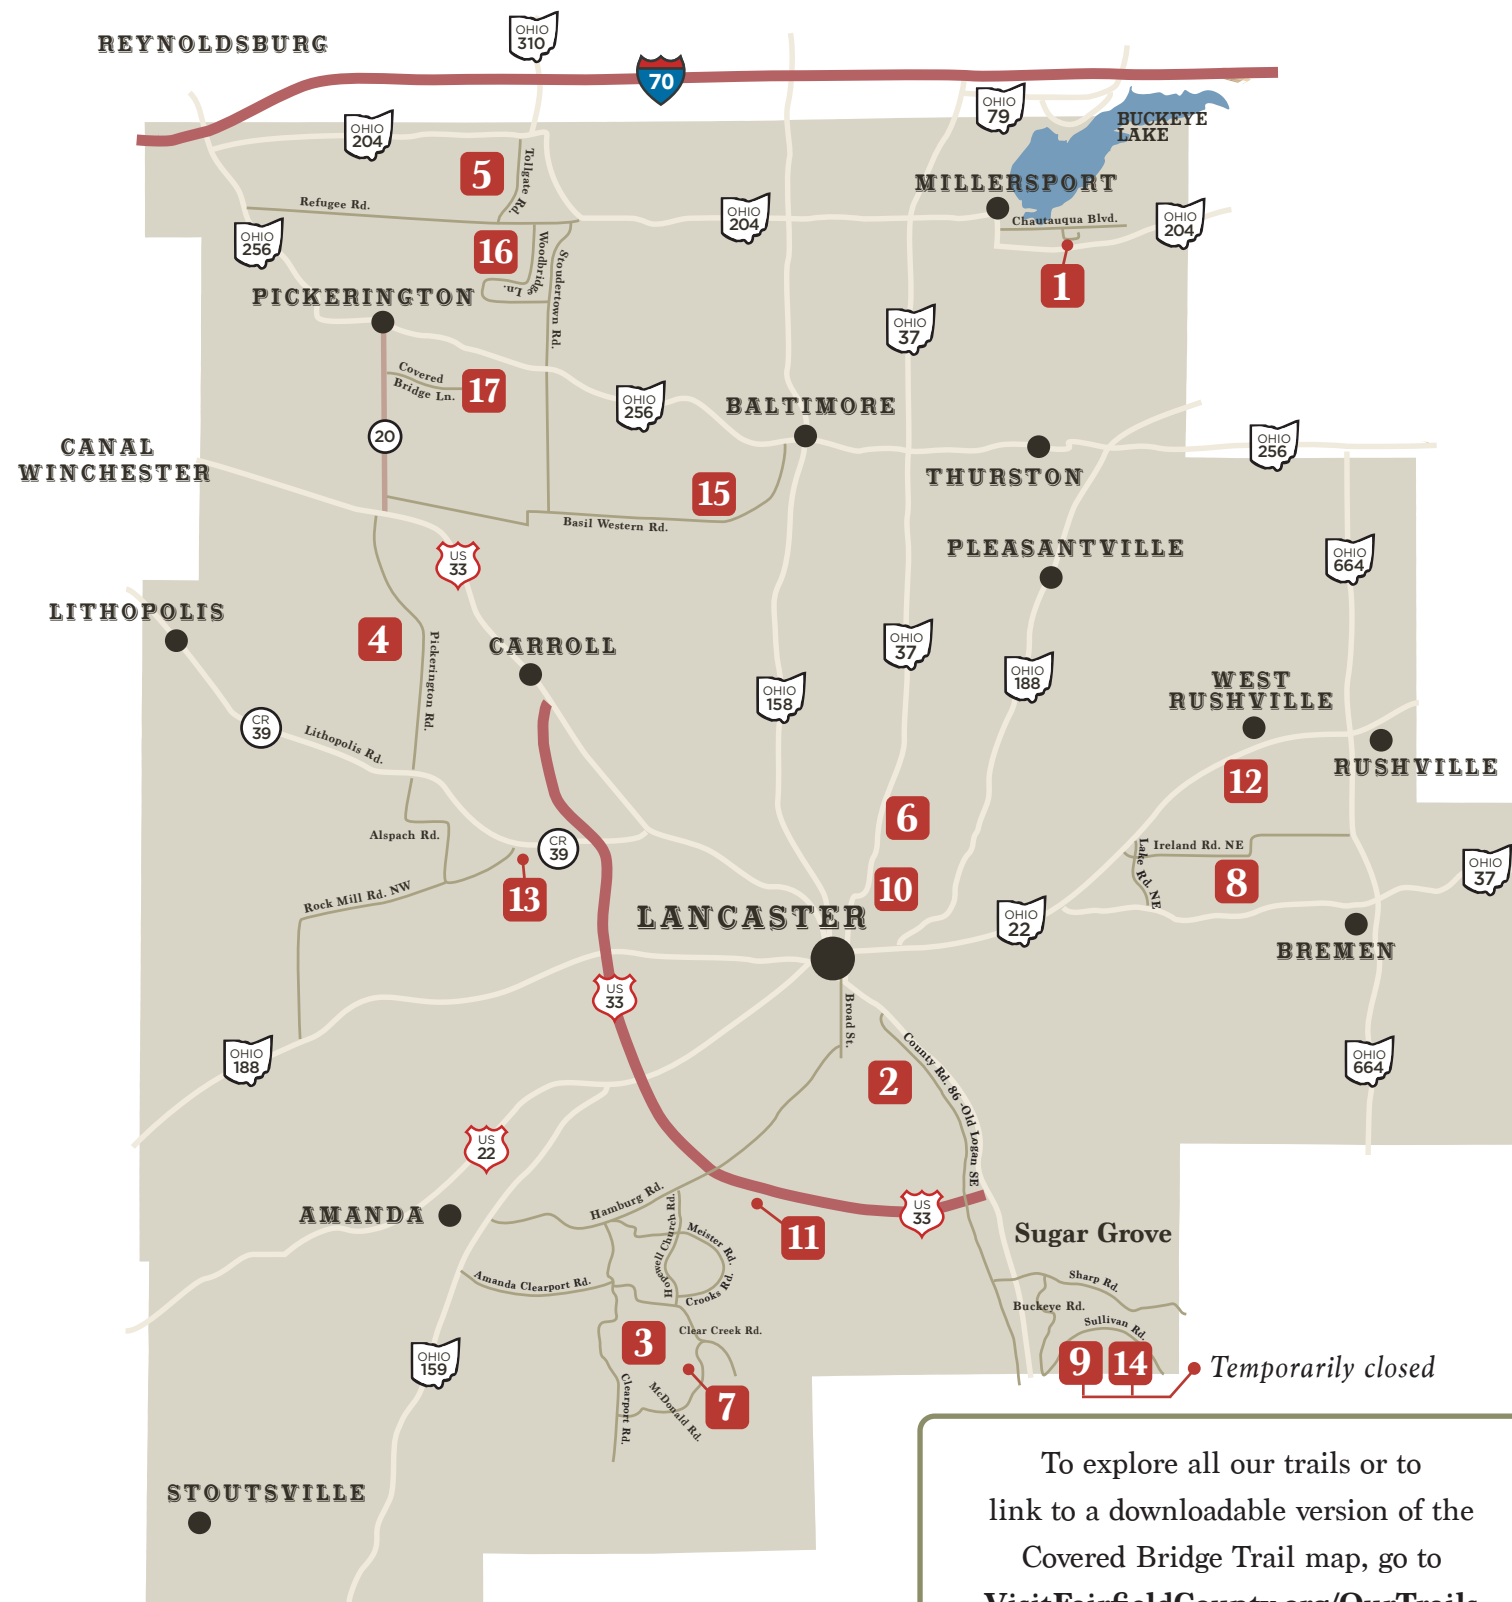 REYNOLDSBURG
OHIO
310
70
OHIO
204
OHIO
79
BUCKEYE
LAKE
5
Tollgate Rd.
MILLERSPORT
Refugee Rd.
OHIO
204
Chautauqua Blvd.
OHIO
204
OHIO
256
16
Woodbridge Ln.
Stoudertown Rd.
1
PICKERINGTON
OHIO
37
Covered
Bridge Ln.
17
OHIO
256
BALTIMORE
20
CANAL
WINCHESTER
OHIO
256
THURSTON
15
Basil Western Rd.
US
33
PLEASANTVILLE
OHIO
664
LITHOPOLIS
4
Pickerington Rd.
CARROLL
OHIO
37
OHIO
188
OHIO
158
WEST
RUSHVILLE
CR
39
Lithopolis Rd.
RUSHVILLE
12
6
Alspach Rd.
CR
39
Lake Rd. NE
Ireland Rd. NE
OHIO
37
8
13
Rock Mill Rd. NW
10
LANCASTER
OHIO
22
BREMEN
US
33
Broad St.
OHIO
188
County Rd. 86 -Old Logan SE
OHIO
664
2
US
22
AMANDA
Hamburg Rd.
Hopewell Church Rd.
Meister Rd.
US
33
11
Sugar Grove
Amanda Clearport Rd.
Crooks Rd.
Sharp Rd.
Buckeye Rd.
Sullivan Rd.
Clear Creek Rd.
3
OHIO
159
9
14
Temporarily closed
7
Clearport Rd.
McDonald Rd.
STOUTSVILLE
To explore all our trails or to
link to a downloadable version of the
Covered Bridge Trail map, go to
VisitFairfieldCounty.org/OurTrails